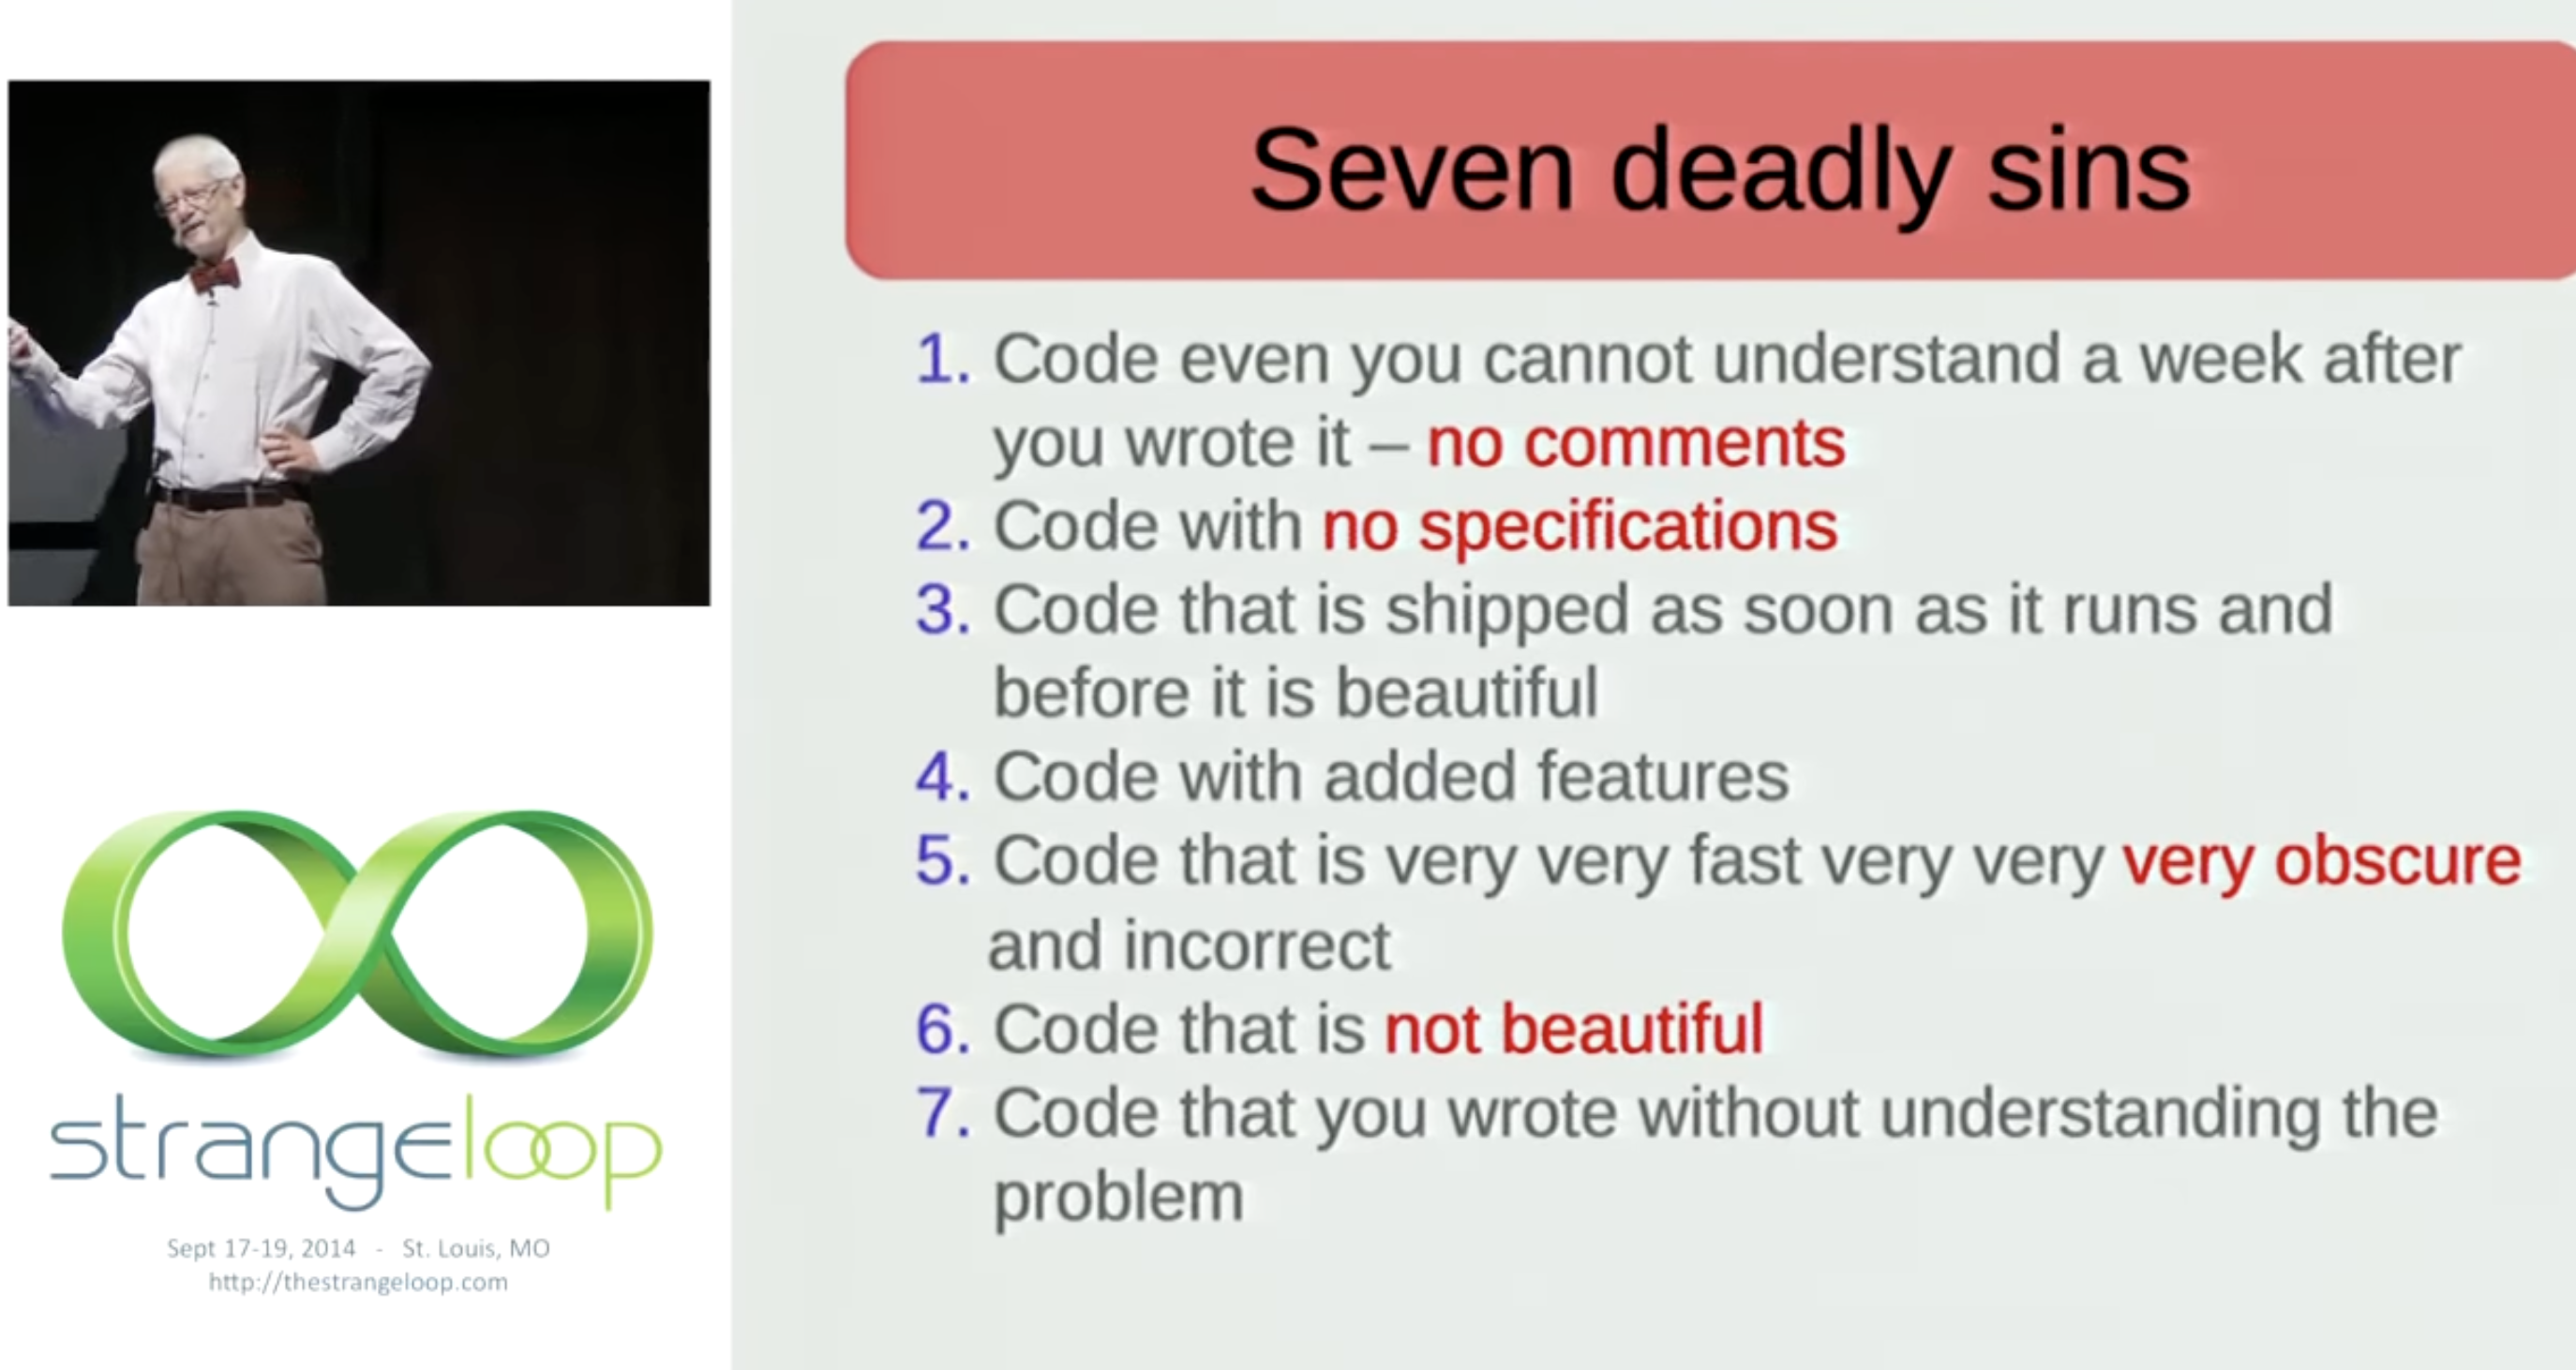 Seven deadly sins
1. Code even you cannot understand a week after
you wrote it – no comments
2. Code with no specifications
3. Code that is shipped as soon as it runs and
before it is beautiful
4. Code with added features
5. Code that is very very fast very very very obscure
and incorrect
6. Code that is not beautiful
7. Code that you wrote without understanding the
problem
strangeloop
Sept 17-19, 2014 - St. Louis, MO
http://thestrangeloop.com